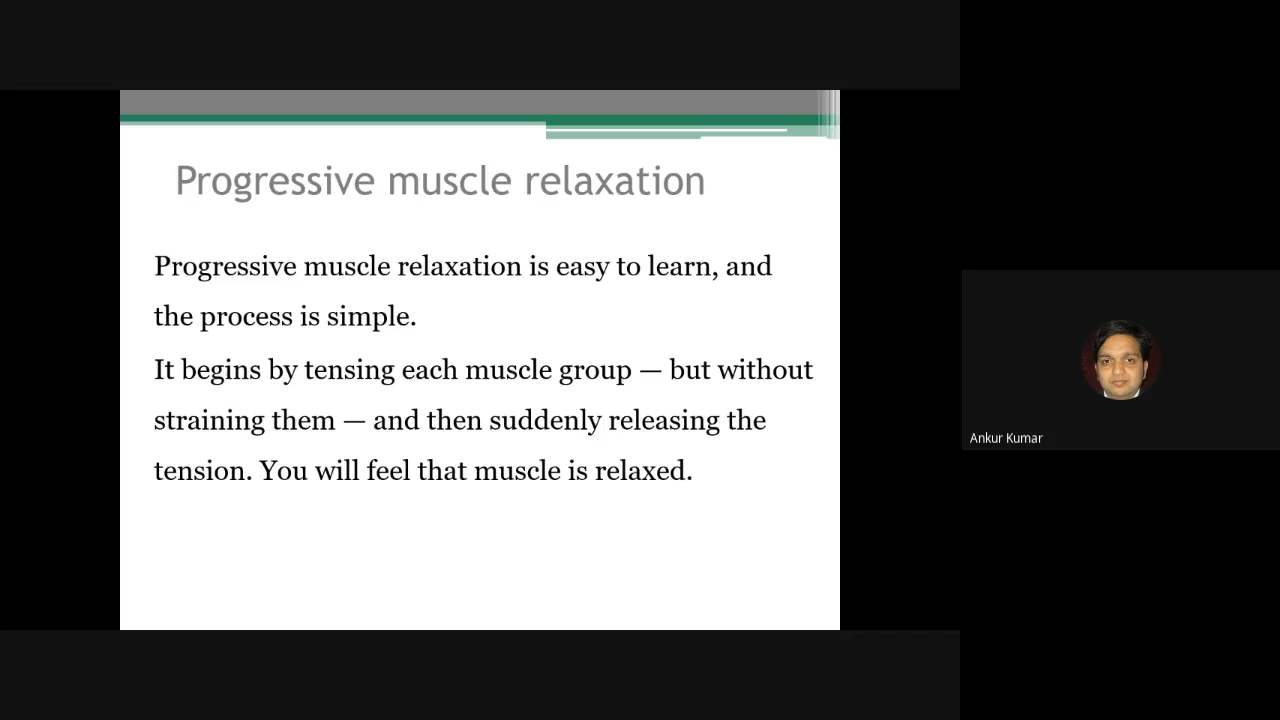 Progressive muscle relaxation
Progressive muscle relaxation is easy to learn, and
the process is simple.
It begins by tensing each muscle group — but without
straining them — and then suddenly releasing the
tension. You will feel that muscle is relaxed.
Ankur Kumar